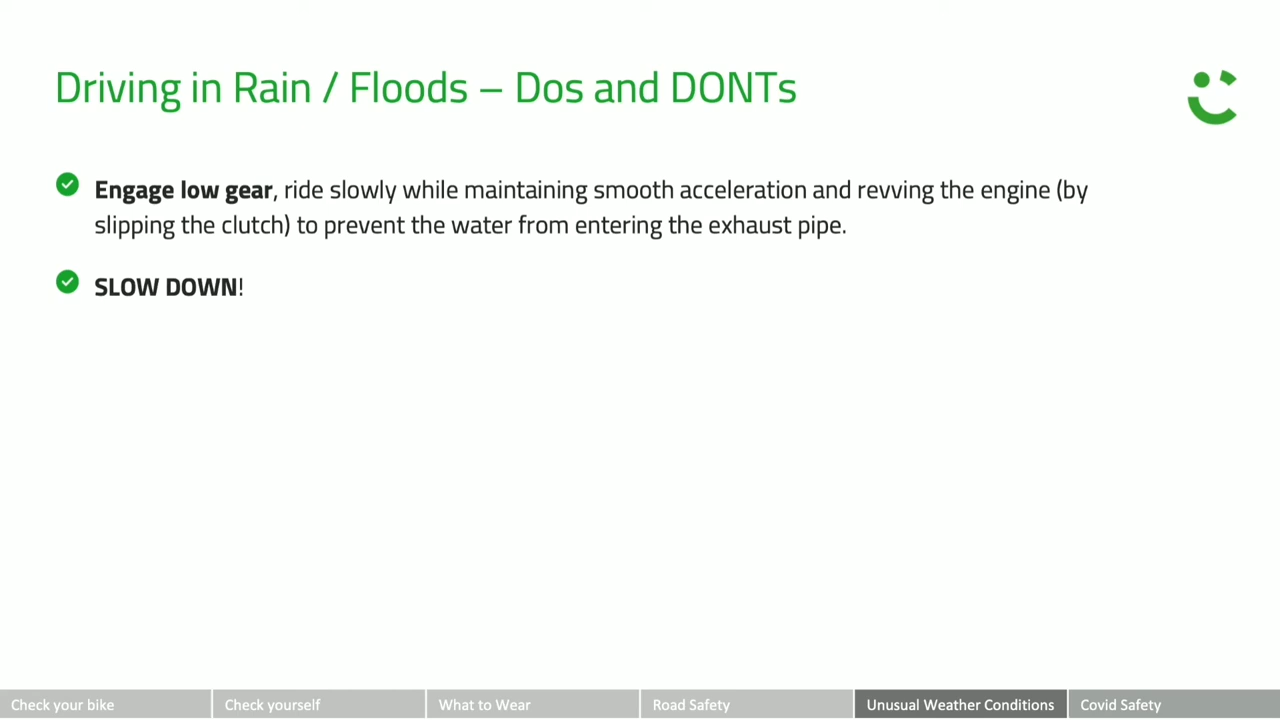 Driving in Rain / Floods – Dos and DONTs
Engage low gear, ride slowly while maintaining smooth acceleration and revving the engine (by
slipping the clutch) to prevent the water from entering the exhaust pipe.
SLOW DOWN!
Check your bike
Check yourself
What to Wear
Road Safety
Unusual Weather Conditions
Covid Safety